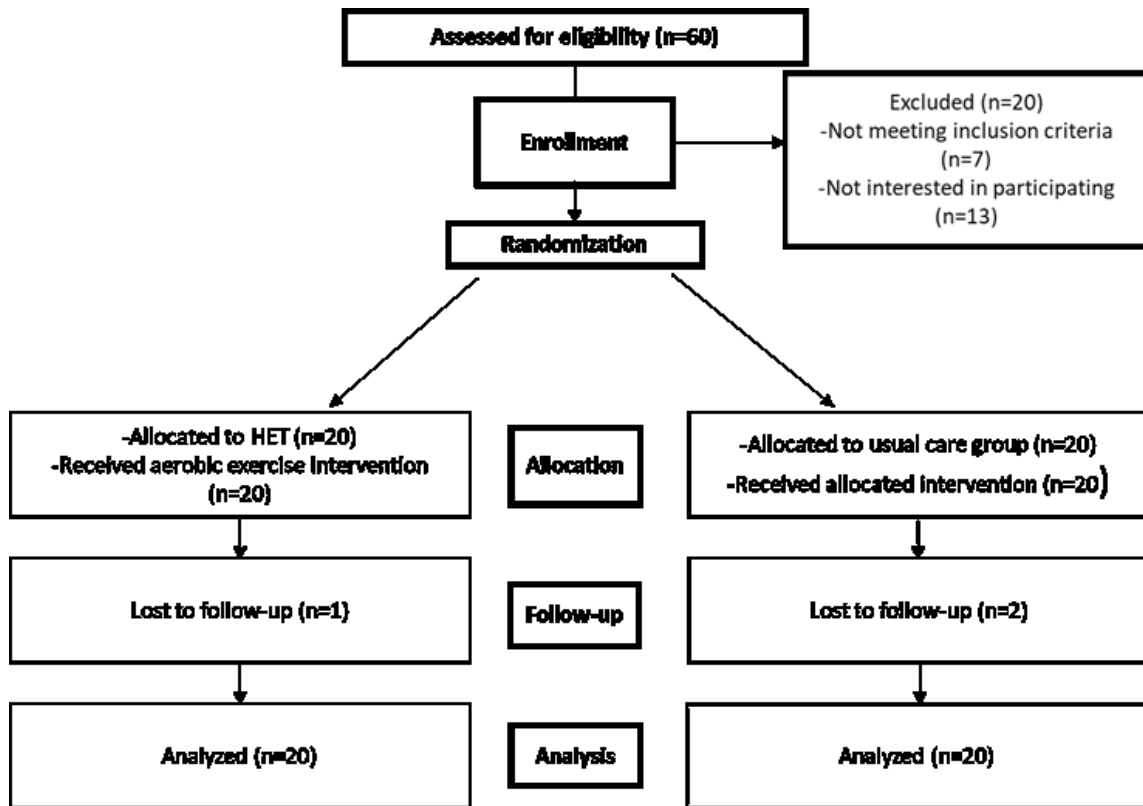 Assessed for eligibility (n=60)
Excluded (n=20)
-Not meeting inclusion criteria
(n=7)
-Not interested in participating
(n=13)
Enrollment
Randomization
-Allocated to HET (n=20)
-Received aerobic exercise intervention
(n=20)
Allocation
-Allocated to usual care group (n=20)
-Received allocated intervention (n=20)
Lost to follow-up (n=1)
Follow-up
Lost to follow-up (n=2)
Analyzed (n=20)
Analysis
Analyzed (n=20)